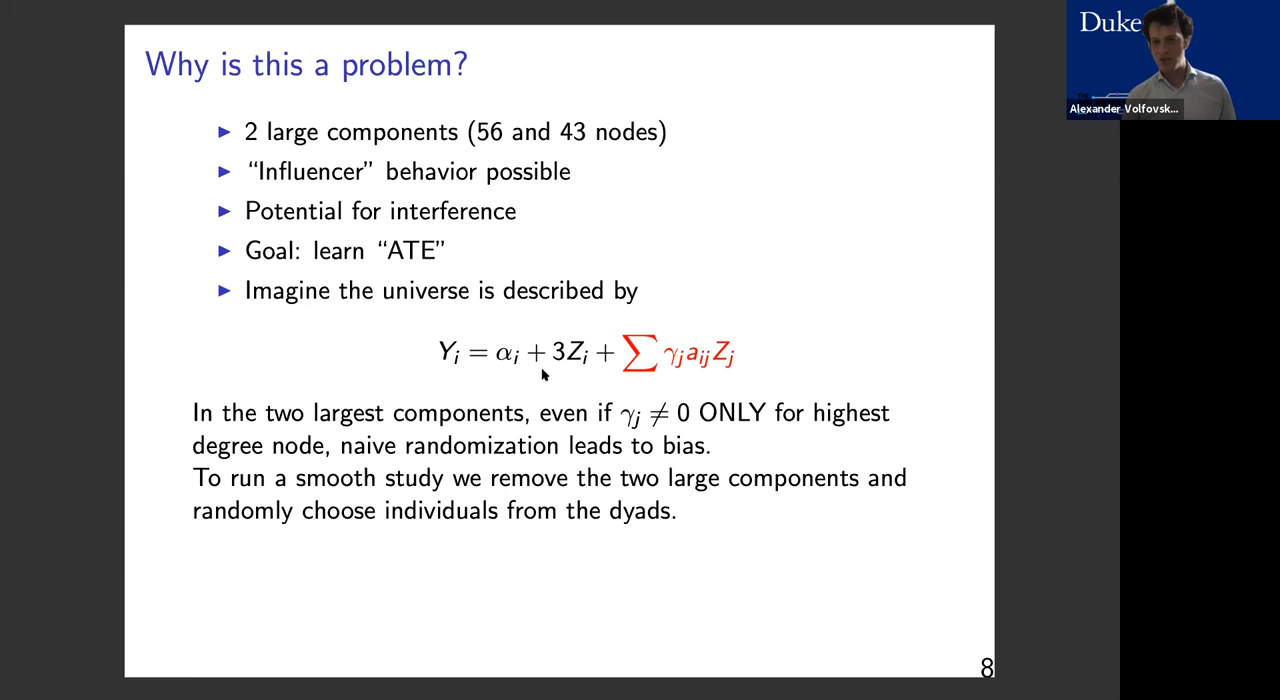 Why is this a problem?
▶ 2 large components (56 and 43 nodes)
▶ “Influencer” behavior possible
▶ Potential for interference
▶ Goal: learn “ATE”
▶ Imagine the universe is described by
Yᵢ = αᵢ + 3Zᵢ + ∑ γⱼaᵢⱼZⱼ
In the two largest components, even if γⱼ ≠ 0 ONLY for highest
degree node, naive randomization leads to bias.
To run a smooth study we remove the two large components and
randomly choose individuals from the dyads.
8
Duke
Alexander Volfovsk...